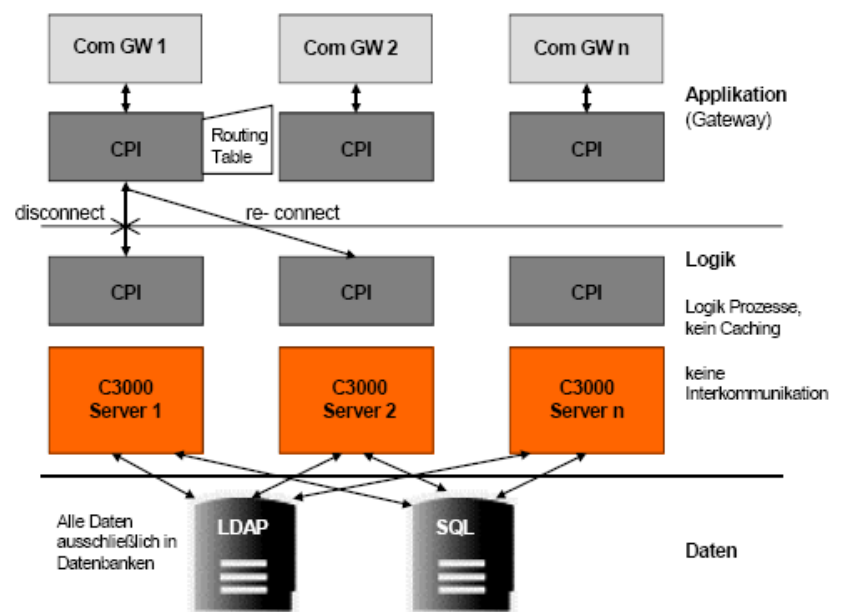 Com GW 1
Com GW 2
Com GW n
Applikation
(Gateway)
CPI
Routing
Table
CPI
CPI
disconnect
re- connect
CPI
CPI
CPI
Logik
Logik Prozesse,
kein Caching
keine
Interkommunikation
C3000
Server 1
C3000
Server 2
C3000
Server n
Alle Daten
ausschließlich in
Datenbanken
LDAP
SQL
Daten